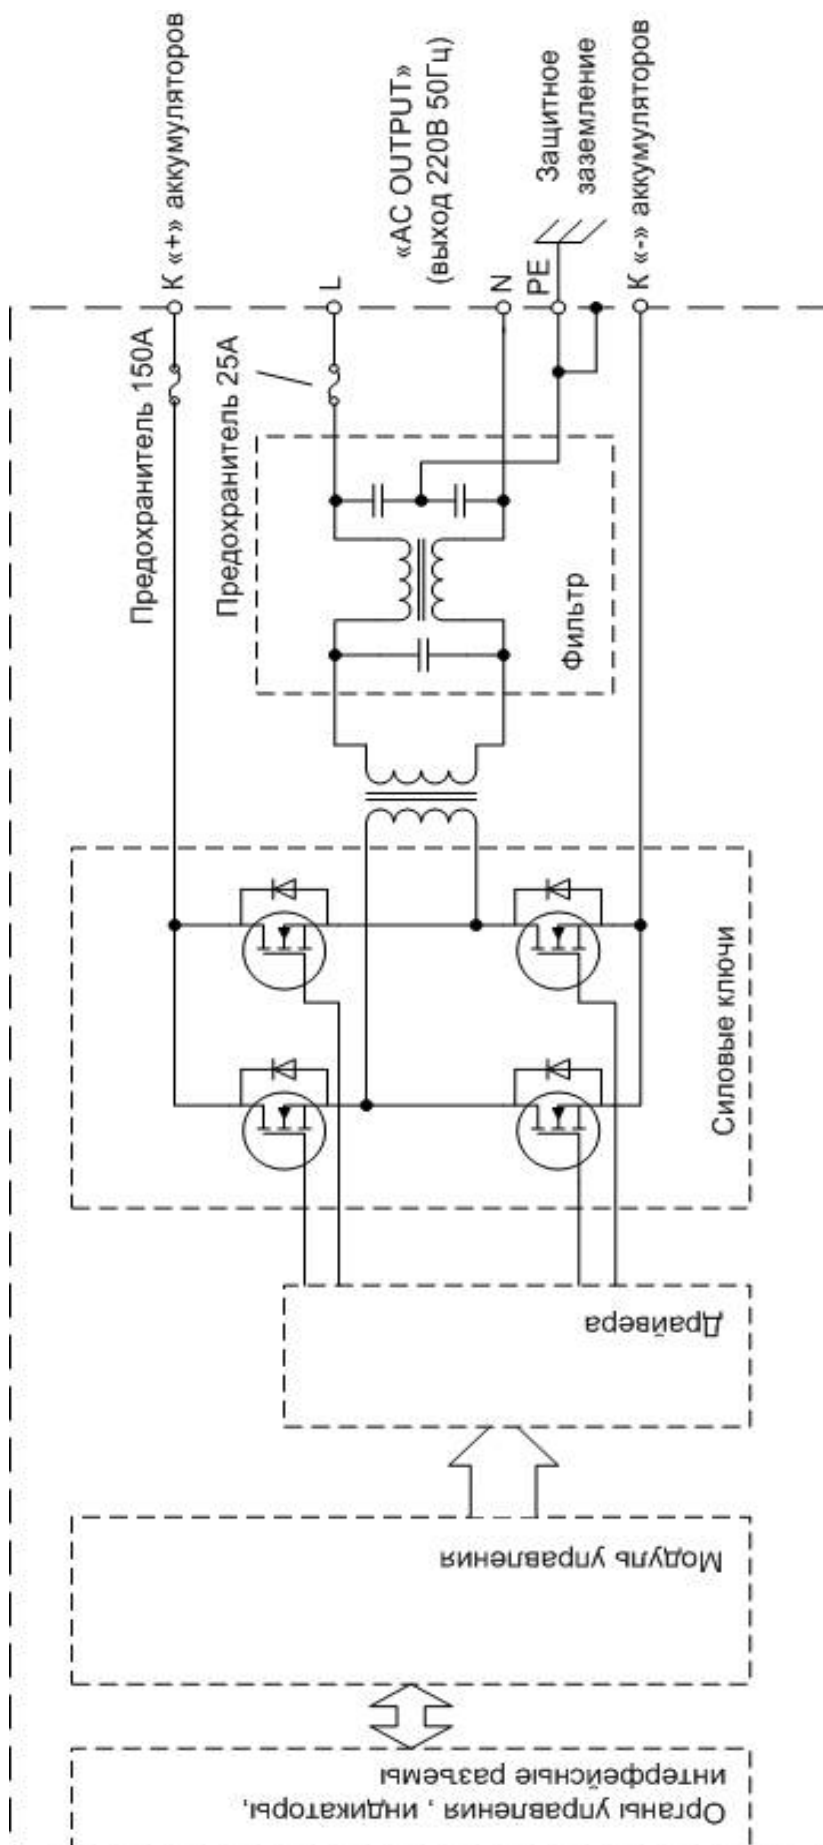 К «+» аккумуляторов
L
«AC OUTPUT»
(выход 220В 50Гц)
N
PE
Защитное
заземление
К «-» аккумуляторов
Предохранитель 150А
Предохранитель 25А
Фильтр
Силовые ключи
Драйвера
Модуль управления
Органы управления , индикаторы,
интерфейсные разъемы